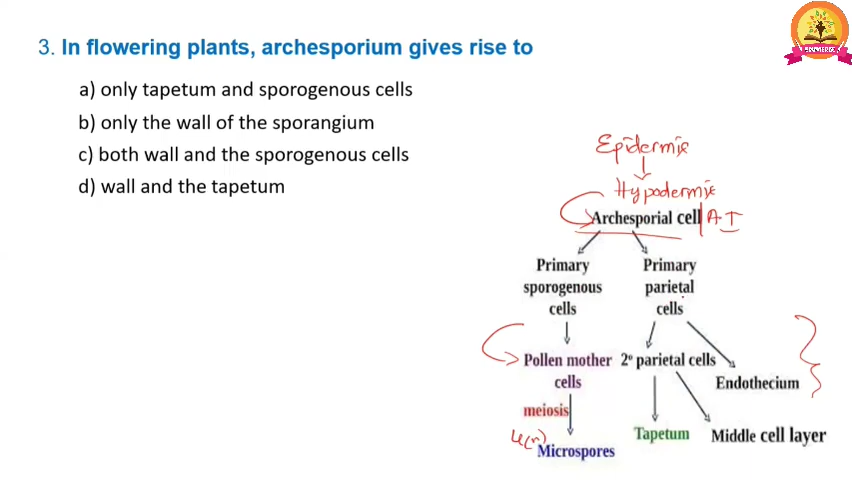 3. In flowering plants, archesporium gives rise to
a) only tapetum and sporogenous cells
b) only the wall of the sporangium
c) both wall and the sporogenous cells
d) wall and the tapetum
Epidermis
Hypodermis
Archesporial cell A I
Primary sporogenous cells
Primary parietal cells
Pollen mother cells
2° parietal cells
Endothecium
meiosis
4(n)
Microspores
Tapetum
Middle cell layer